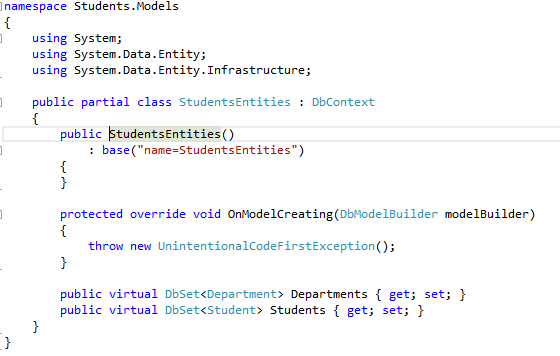 namespace Students.Models
{
    using System;
    using System.Data.Entity;
    using System.Data.Entity.Infrastructure;

    public partial class StudentsEntities : DbContext
    {
        public StudentsEntities()
            : base("name=StudentsEntities")
        {
        }

        protected override void OnModelCreating(DbModelBuilder modelBuilder)
        {
            throw new UnintentionalCodeFirstException();
        }

        public virtual DbSet<Department> Departments { get; set; }
        public virtual DbSet<Student> Students { get; set; }
    }
}